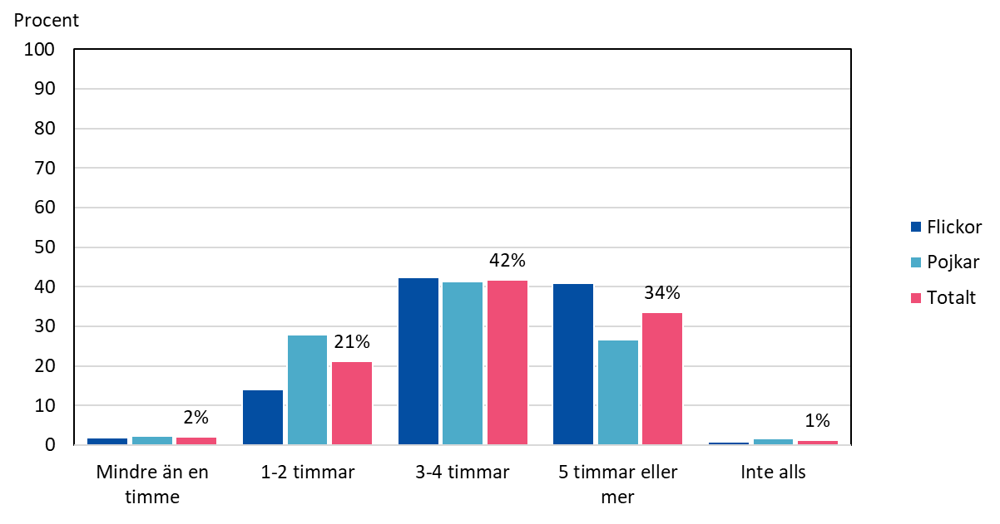 Procent
100
90
80
70
60
50
40
30
20
10
0
2%
21%
42%
34%
1%
Mindre än en
timme
1-2 timmar
3-4 timmar
5 timmar eller
mer
Inte alls
Flickor
Pojkar
Totalt